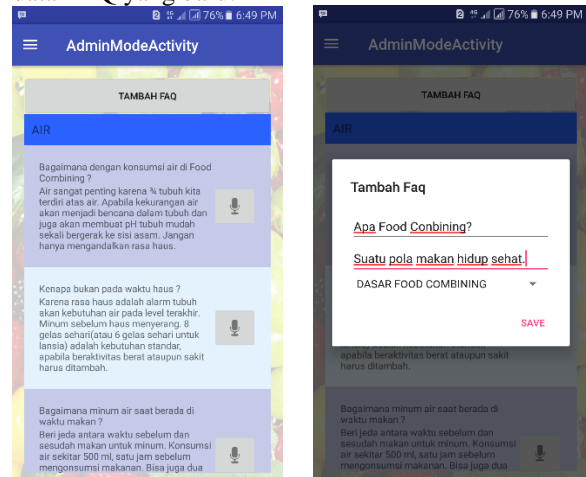 76% 6:49 PM
AdminModeActivity
TAMBAH FAQ
AIR
Bagaimana dengan konsumsi air di Food
Combining ?
Air sangat penting karena ¾ tubuh kita
terdiri atas air. Apabila kekurangan air
akan menjadi bencana dalam tubuh dan
juga akan membuat pH tubuh mudah
sekali bergerak ke sisi asam. Jangan
hanya mengandalkan rasa haus.
Kenapa bukan pada waktu haus ?
Karena rasa haus adalah alarm tubuh
akan kebutuhan air pada level terakhir.
Minum sebelum haus menyerang. 8
gelas sehari(atau 6 gelas sehari untuk
lansia) adalah kebutuhan standar,
apabila beraktivitas berat ataupun sakit
harus ditambah.
Bagaimana minum air saat berada di
waktu makan ?
Beri jeda antara waktu sebelum dan
sesudah makan untuk minum. Konsumsi
air sekitar 500 ml, satu jam sebelum
mengonsumsi makanan. Bisa juga dua
76% 6:49 PM
AdminModeActivity
TAMBAH FAQ
AIR
Tambah Faq
Apa Food Conbining?
Suatu pola makan hidup sehat.
DASAR FOOD COMBINING
SAVE
apabila beraktivitas berat ataupun sakit
harus ditambah.
Bagaimana minum air saat berada di
waktu makan ?
Beri jeda antara waktu sebelum dan
sesudah makan untuk minum. Konsumsi
air sekitar 500 ml, satu jam sebelum
mengonsumsi makanan. Bisa juga dua